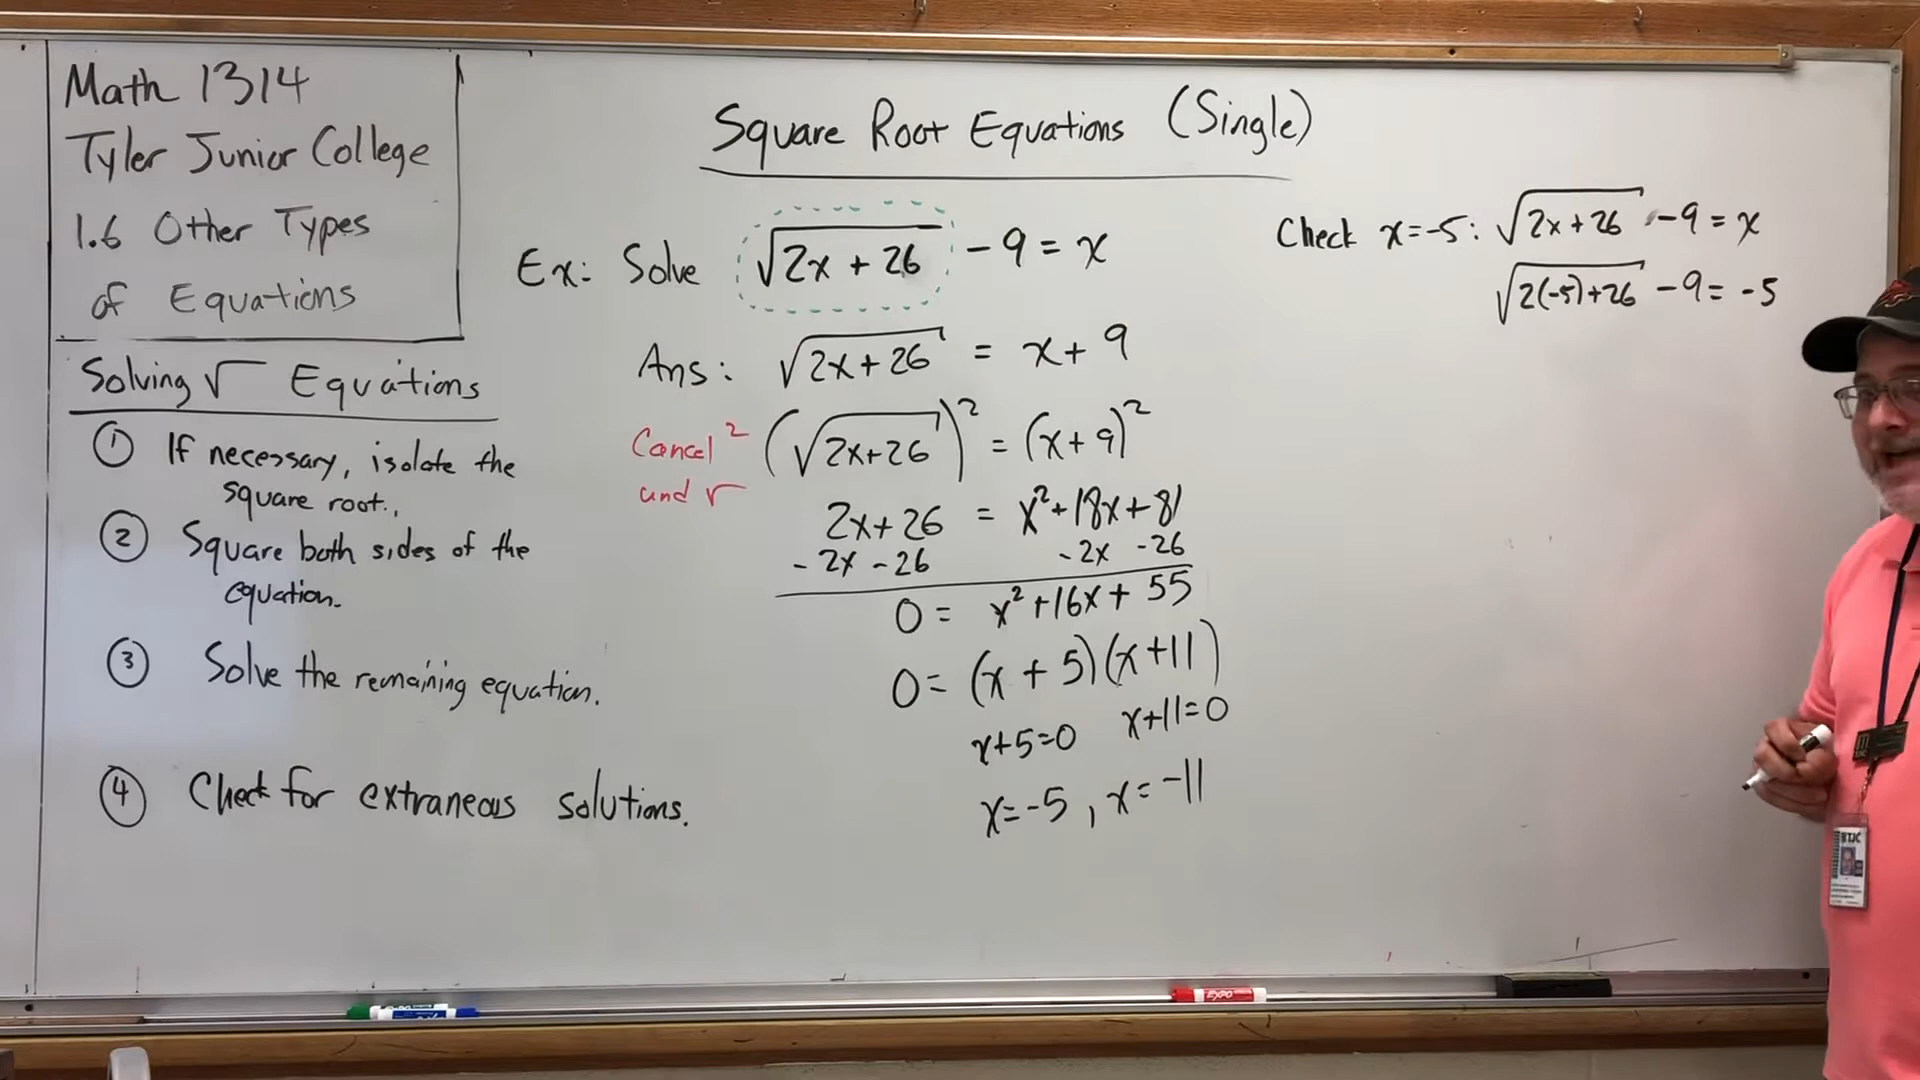 Math 1314
Tyler Junior College
1.6 Other Types
of Equations
Solving √ Equations
① If necessary, isolate the
square root.
② Square both sides of the
equation.
③ Solve the remaining equation.
④ Check for extraneous solutions.
Square Root Equations (Single)
Ex: Solve √(2x + 26) - 9 = x
Ans: √(2x + 26) = x + 9
Cancel ² (√(2x+26))² = (x+9)²
and √
2x+26 = x²+18x+81
-2x -26 -2x -26
0 = x²+16x+55
0 = (x+5)(x+11)
x+5=0 x+11=0
x=-5, x=-11
Check x=-5: √(2x+26) -9 = x
√(2(-5)+26) -9 = -5
EXPO
TJC